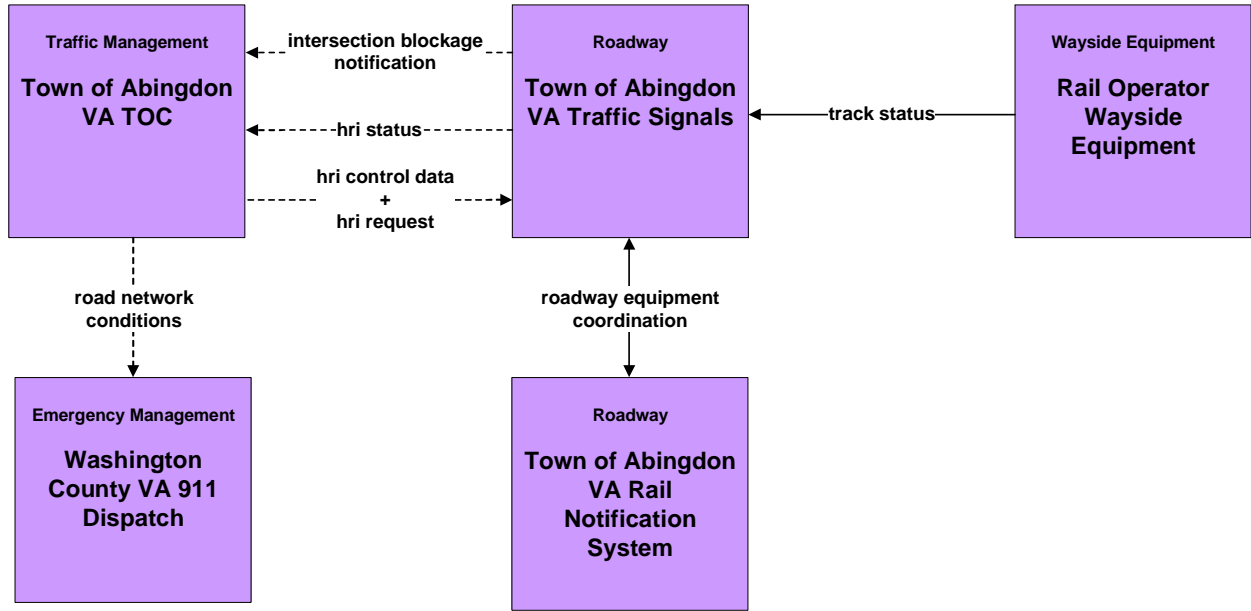 Traffic Management
Town of Abingdon
VA TOC
intersection blockage
notification
hri status
hri control data
+
hri request
Roadway
Town of Abingdon
VA Traffic Signals
track status
Wayside Equipment
Rail Operator
Wayside
Equipment
road network
conditions
roadway equipment
coordination
Emergency Management
Washington
County VA 911
Dispatch
Roadway
Town of Abingdon
VA Rail
Notification
System